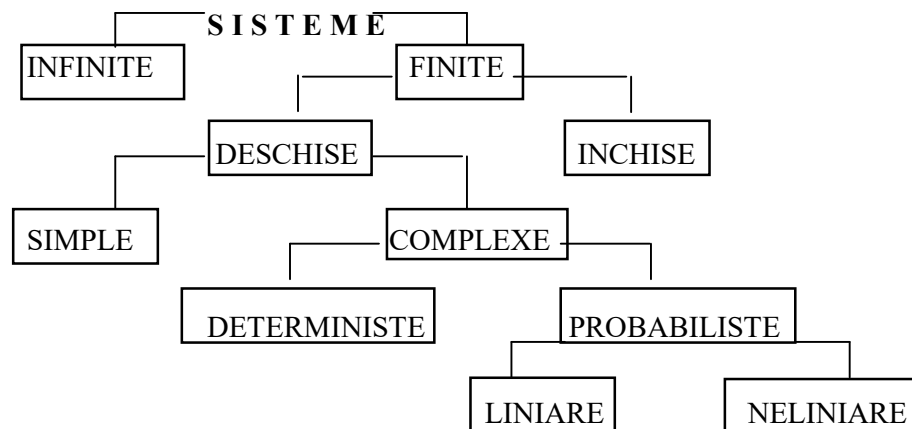 S I S T E M E
INFINITE FINITE
DESCHISE INCHISE
SIMPLE COMPLEXE
DETERMINISTE PROBABILISTE
LINIARE NELINIARE